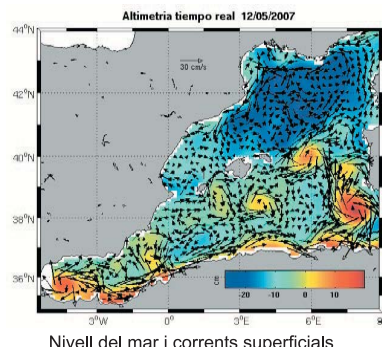 Altimetria tiempo real 12/05/2007
44°N
30 cm/s
42°N
40°N
38°N
36°N
cm
-20 -10 0 10
3°W 0° 3°E 6°E
Nivell del mar i corrents superficials